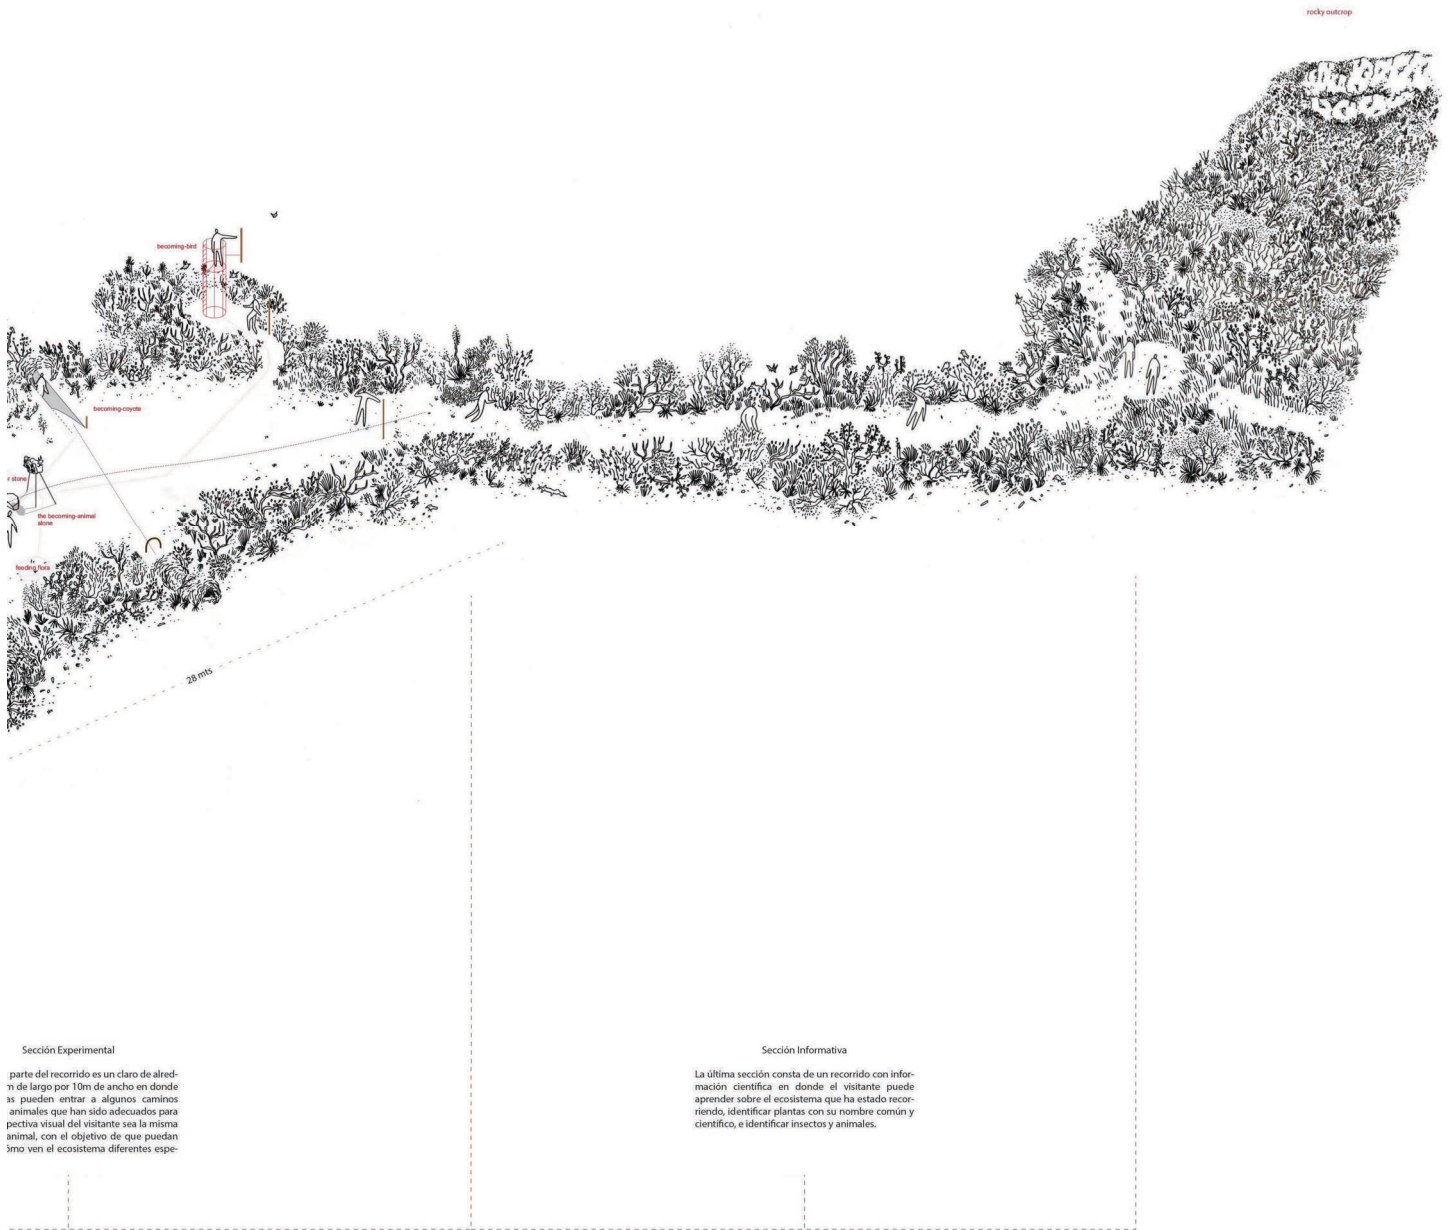 rocky outcrop
becoming-bird
becoming-coyote
stone
the becoming-animal
stone
feeding flora
28 mts
Sección Experimental
parte del recorrido es un claro de alred-
de largo por 10m de ancho en donde
pueden entrar a algunos caminos
animales que han sido adecuados para
visual del visitante sea la misma
animal, con el objetivo de que puedan
ven el ecosistema diferentes espe-
Sección Informativa
La última sección consta de un recorrido con infor-
mación científica en donde el visitante puede
aprender sobre el ecosistema que ha estado recor-
riendo, identificar plantas con su nombre común y
científico, e identificar insectos y animales.